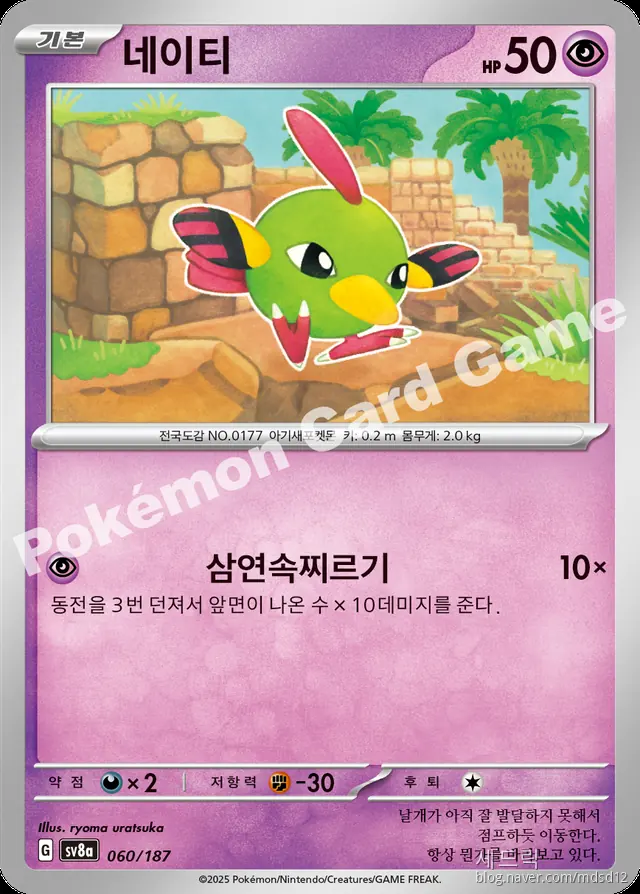 기본
네이티
HP 50
전국도감 NO.0177 아기새포켓몬 키: 0.2 m 몸무게: 2.0 kg
Pokémon Card Game
삼연속찌르기 10×
동전을 3번 던져서 앞면이 나온 수 × 10데미지를 준다.
약점 ×2 저항력 -30 후퇴
Illus. ryoma uratsuka
G sv8a 060/187
날개가 아직 잘 발달하지 못해서
점프하듯 이동한다.
항상 뭔가를 바라보고 있다.
blog.naver.com/mdsd12
©2025 Pokémon/Nintendo/Creatures/GAME FREAK.